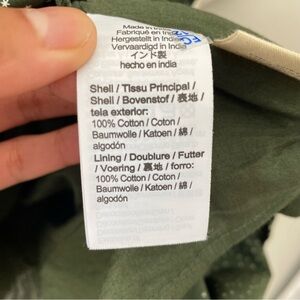 Made in
Fabriqué en Ind
Hergestellt in India
Vervaardigd in India
インド製
hecho en india
Shell / Tissu Principal /
Shell / Bovenstof / 表地 /
tela exterior:
100% Cotton / Coton /
Baumwolle / Katoen / 綿 /
algodón
Lining / Doublure / Futter
/ Voering / 裏地 / forro:
100% Cotton / Coton /
Baumwolle / Katoen / 綿 /
algodón